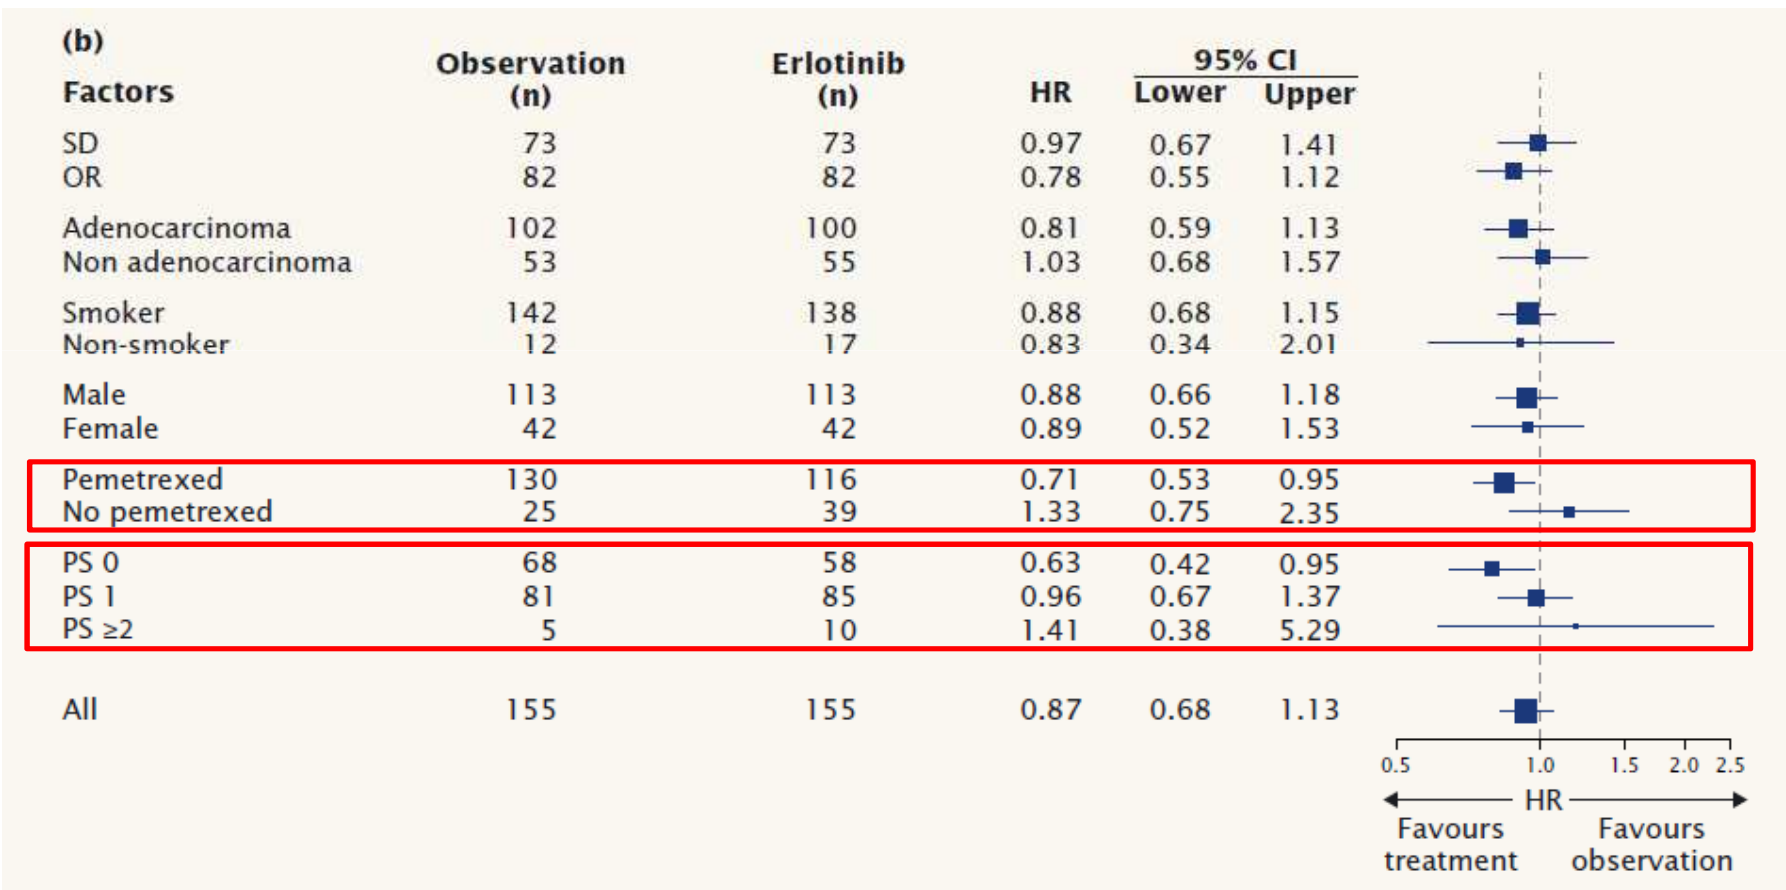 (b)
Factors Observation (n) Erlotinib (n) HR 95% CI Lower Upper
SD 73 73 0.97 0.67 1.41
OR 82 82 0.78 0.55 1.12
Adenocarcinoma 102 100 0.81 0.59 1.13
Non adenocarcinoma 53 55 1.03 0.68 1.57
Smoker 142 138 0.88 0.68 1.15
Non-smoker 12 17 0.83 0.34 2.01
Male 113 113 0.88 0.66 1.18
Female 42 42 0.89 0.52 1.53
Pemetrexed 130 116 0.71 0.53 0.95
No pemetrexed 25 39 1.33 0.75 2.35
PS 0 68 58 0.63 0.42 0.95
PS 1 81 85 0.96 0.67 1.37
PS ≥2 5 10 1.41 0.38 5.29
All 155 155 0.87 0.68 1.13
0.5 1.0 1.5 2.0 2.5
HR
Favours treatment
Favours observation